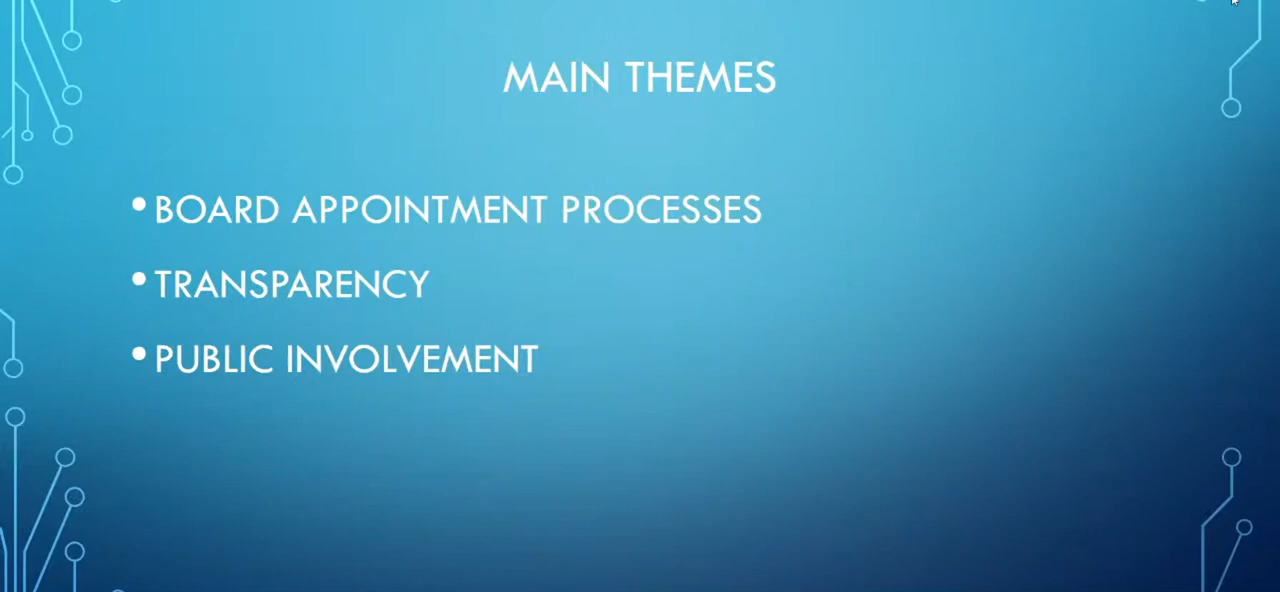 MAIN THEMES
• BOARD APPOINTMENT PROCESSES
• TRANSPARENCY
• PUBLIC INVOLVEMENT